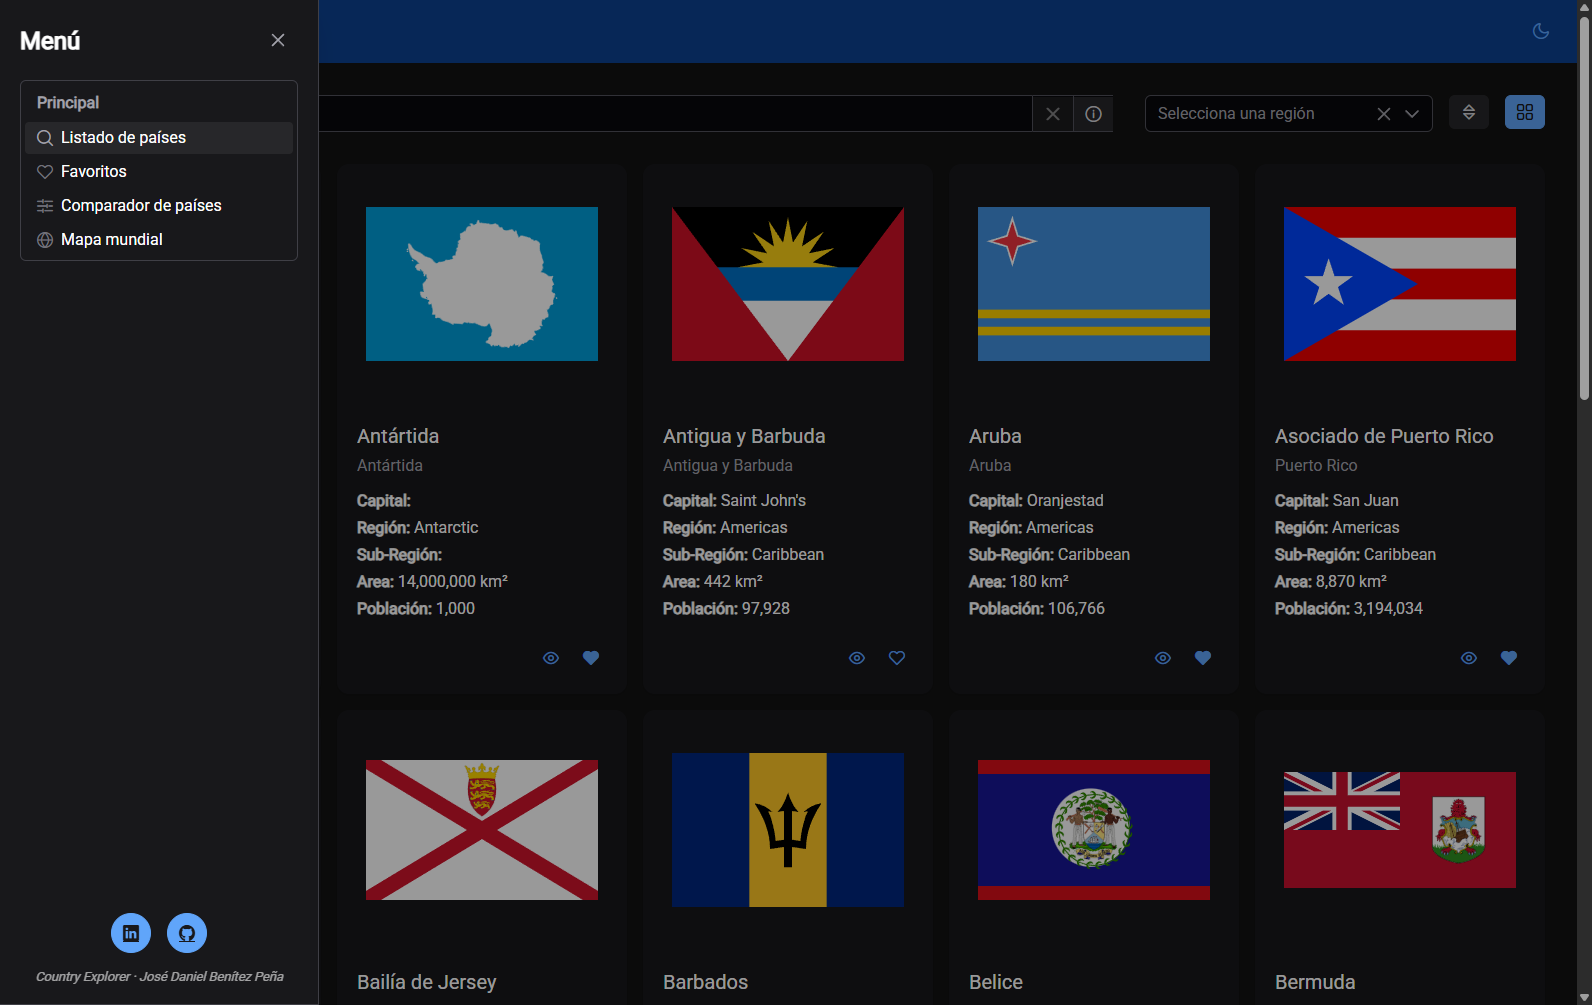 Menú
Principal
Listado de países
Favoritos
Comparador de países
Mapa mundial
Country Explorer · José Daniel Benítez Peña
Selecciona una región
Antártida
Antártida
Capital:
Región: Antarctic
Sub-Región:
Area: 14,000,000 km²
Población: 1,000
Antigua y Barbuda
Antigua y Barbuda
Capital: Saint John's
Región: Americas
Sub-Región: Caribbean
Area: 442 km²
Población: 97,928
Aruba
Aruba
Capital: Oranjestad
Región: Americas
Sub-Región: Caribbean
Area: 180 km²
Población: 106,766
Asociado de Puerto Rico
Puerto Rico
Capital: San Juan
Región: Americas
Sub-Región: Caribbean
Area: 8,870 km²
Población: 3,194,034
Bailía de Jersey
Barbados
Belice
Bermuda